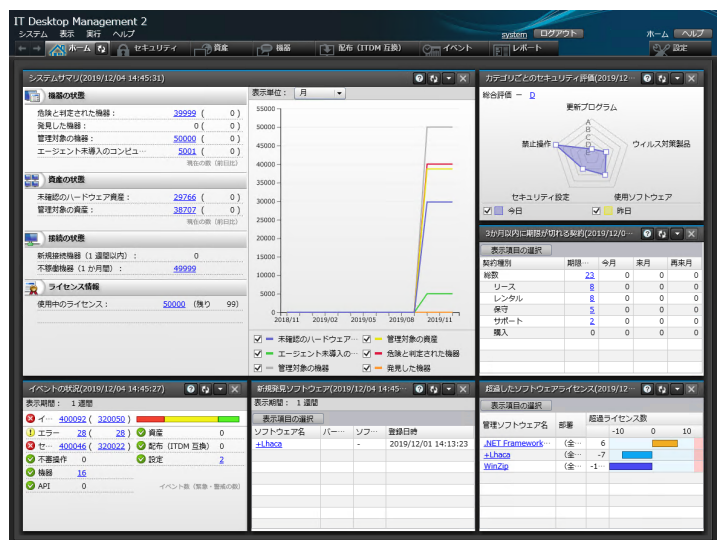 IT Desktop Management 2
システム 表示 実行 ヘルプ
system ログアウト ホーム ヘルプ
← → ホーム セキュリティ 資産 機器 配布 (ITDM 互換) イベント レポート 設定
システムサマリ(2019/12/04 14:45:31)
機器の状態
危険と判定された機器： 39999 ( 0)
発見した機器： 0 ( 0)
管理対象の機器： 50000 ( 0)
エージェント未導入のコンピュ… 5001 ( 0)
現在の数 (前日比)
資産の状態
未確認のハードウェア資産： 29766 ( 0)
管理対象の資産： 38707 ( 0)
現在の数 (前日比)
接続の状態
新規接続機器 (1 週間以内) ： 0
不稼働機器 (1 か月間) ： 49999
ライセンス情報
使用中のライセンス： 50000 (残り 99)
表示単位： 月
55000
50000
45000
40000
35000
30000
25000
20000
15000
10000
5000
0
2018/11 2019/02 2019/05 2019/08 2019/11
未確認のハードウェア… 管理対象の資産
エージェント未導入の… 危険と判定された機器
管理対象の機器 発見した機器
カテゴリごとのセキュリティ評価(2019/12…
総合評価 － D
更新プログラム
A
B
C
D
E
禁止操作 ウィルス対策製品
セキュリティ設定 使用ソフトウェア
今日 昨日
3か月以内に期限が切れる契約(2019/12/0…
表示項目の選択
契約種別 期限… 今月 来月 再来月
総数 23 0 0 0
リース 8 0 0 0
レンタル 8 0 0 0
保守 5 0 0 0
サポート 2 0 0 0
購入 0 0 0 0
イベントの状況(2019/12/04 14:45:27)
表示期間： 1 週間
イ… 400092 ( 320050 )
エラー 28 ( 28 ) 資産 0
セ… 400046 ( 320022 ) 配布 (ITDM 互換) 0
不審操作 0 設定 2
機器 16
API 0 イベント数 (緊急・警戒の数)
新規発見ソフトウェア(2019/12/04 14:45…
表示期間： 1 週間
表示項目の選択
ソフトウェア名 バー… ソフ… 登録日時
+Lhaca - 2019/12/01 14:13:23
超過したソフトウェアライセンス(2019/12…
表示項目の選択
管理ソフトウェア名 部署 超過ライセンス数
-10 0 10
.NET Framework… (全… 6
+Lhaca (全… -7
WinZip (全… -1…